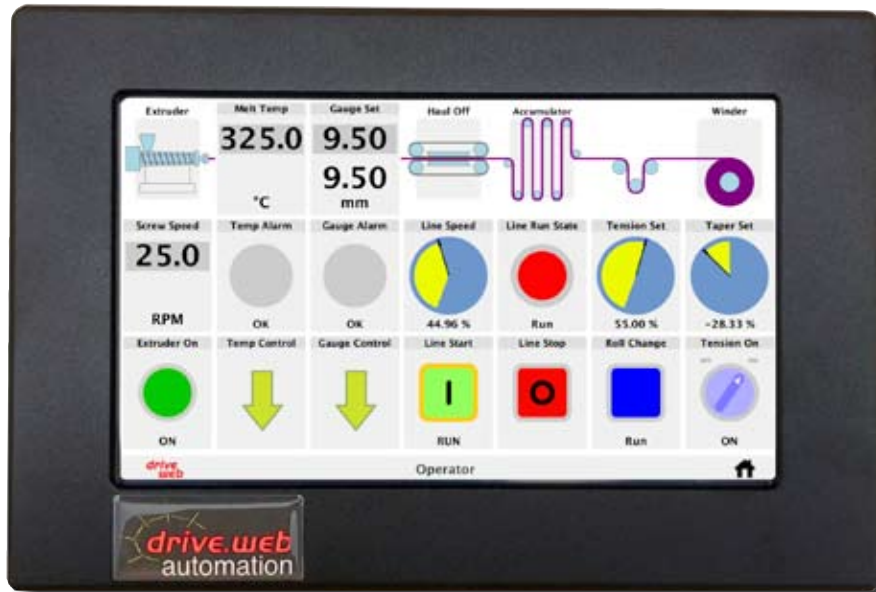 Extruder
Melt Temp
Gauge Set
Haul Off
Accumulator
Winder
325.0
9.50
9.50
°C
mm
Screw Speed
Temp Alarm
Gauge Alarm
Line Speed
Line Run State
Tension Set
Taper Set
25.0
RPM
OK
OK
44.96 %
Run
55.00 %
-28.33 %
Extruder On
Temp Control
Gauge Control
Line Start
Line Stop
Roll Change
Tension On
I
O
ON
RUN
Run
ON
drive.
web
Operator
drive.web
automation